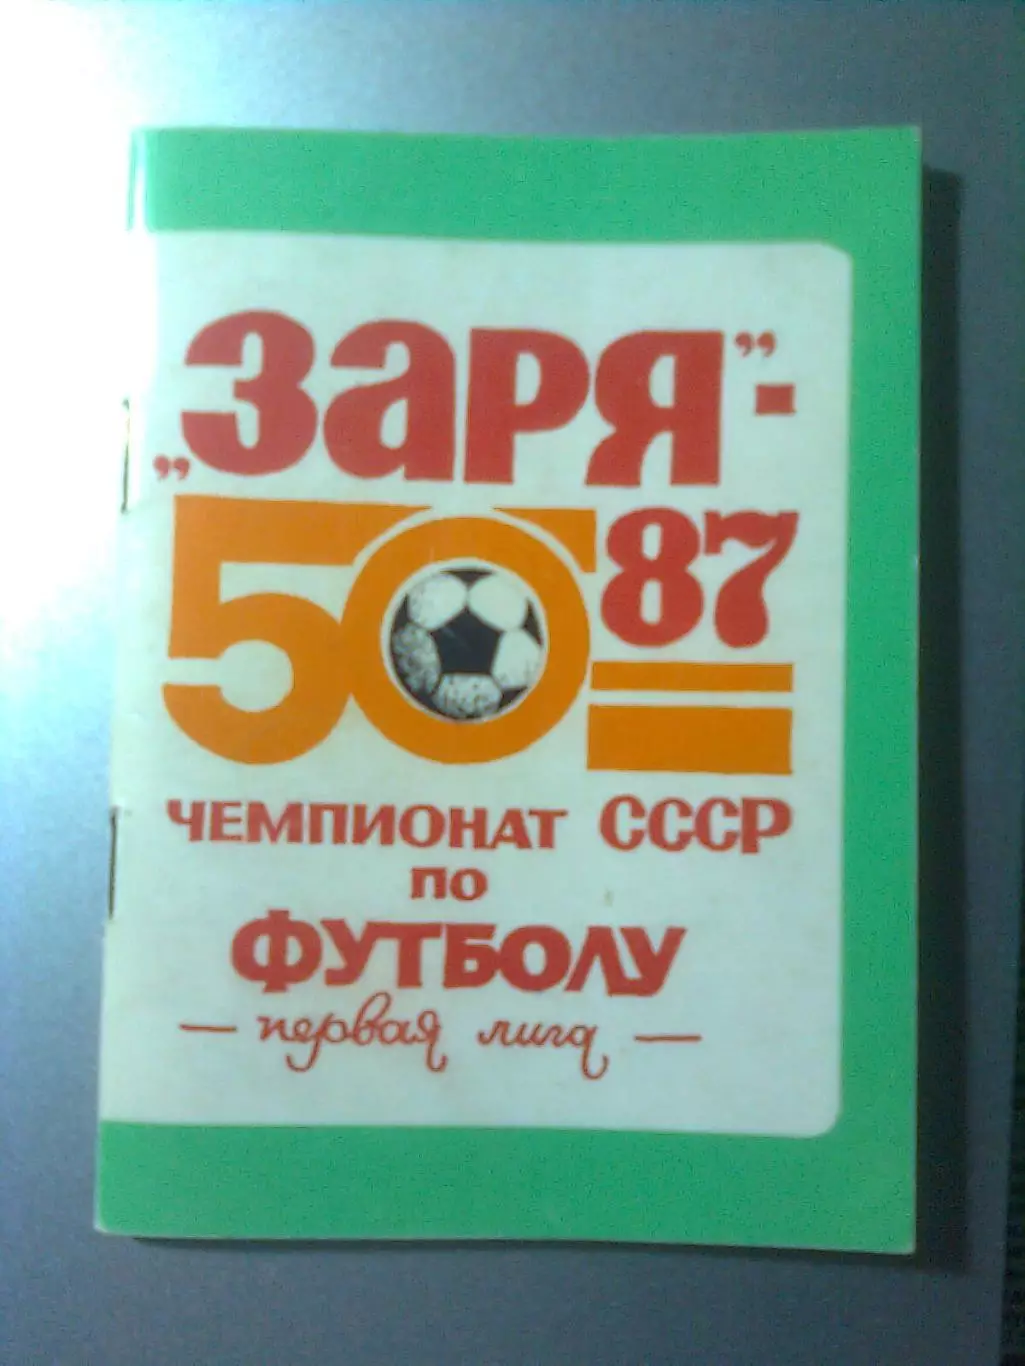 „ЗАРЯ”-
50 87
ЧЕМПИОНАТ СССР
ПО
ФУТБОЛУ
— первая лига —